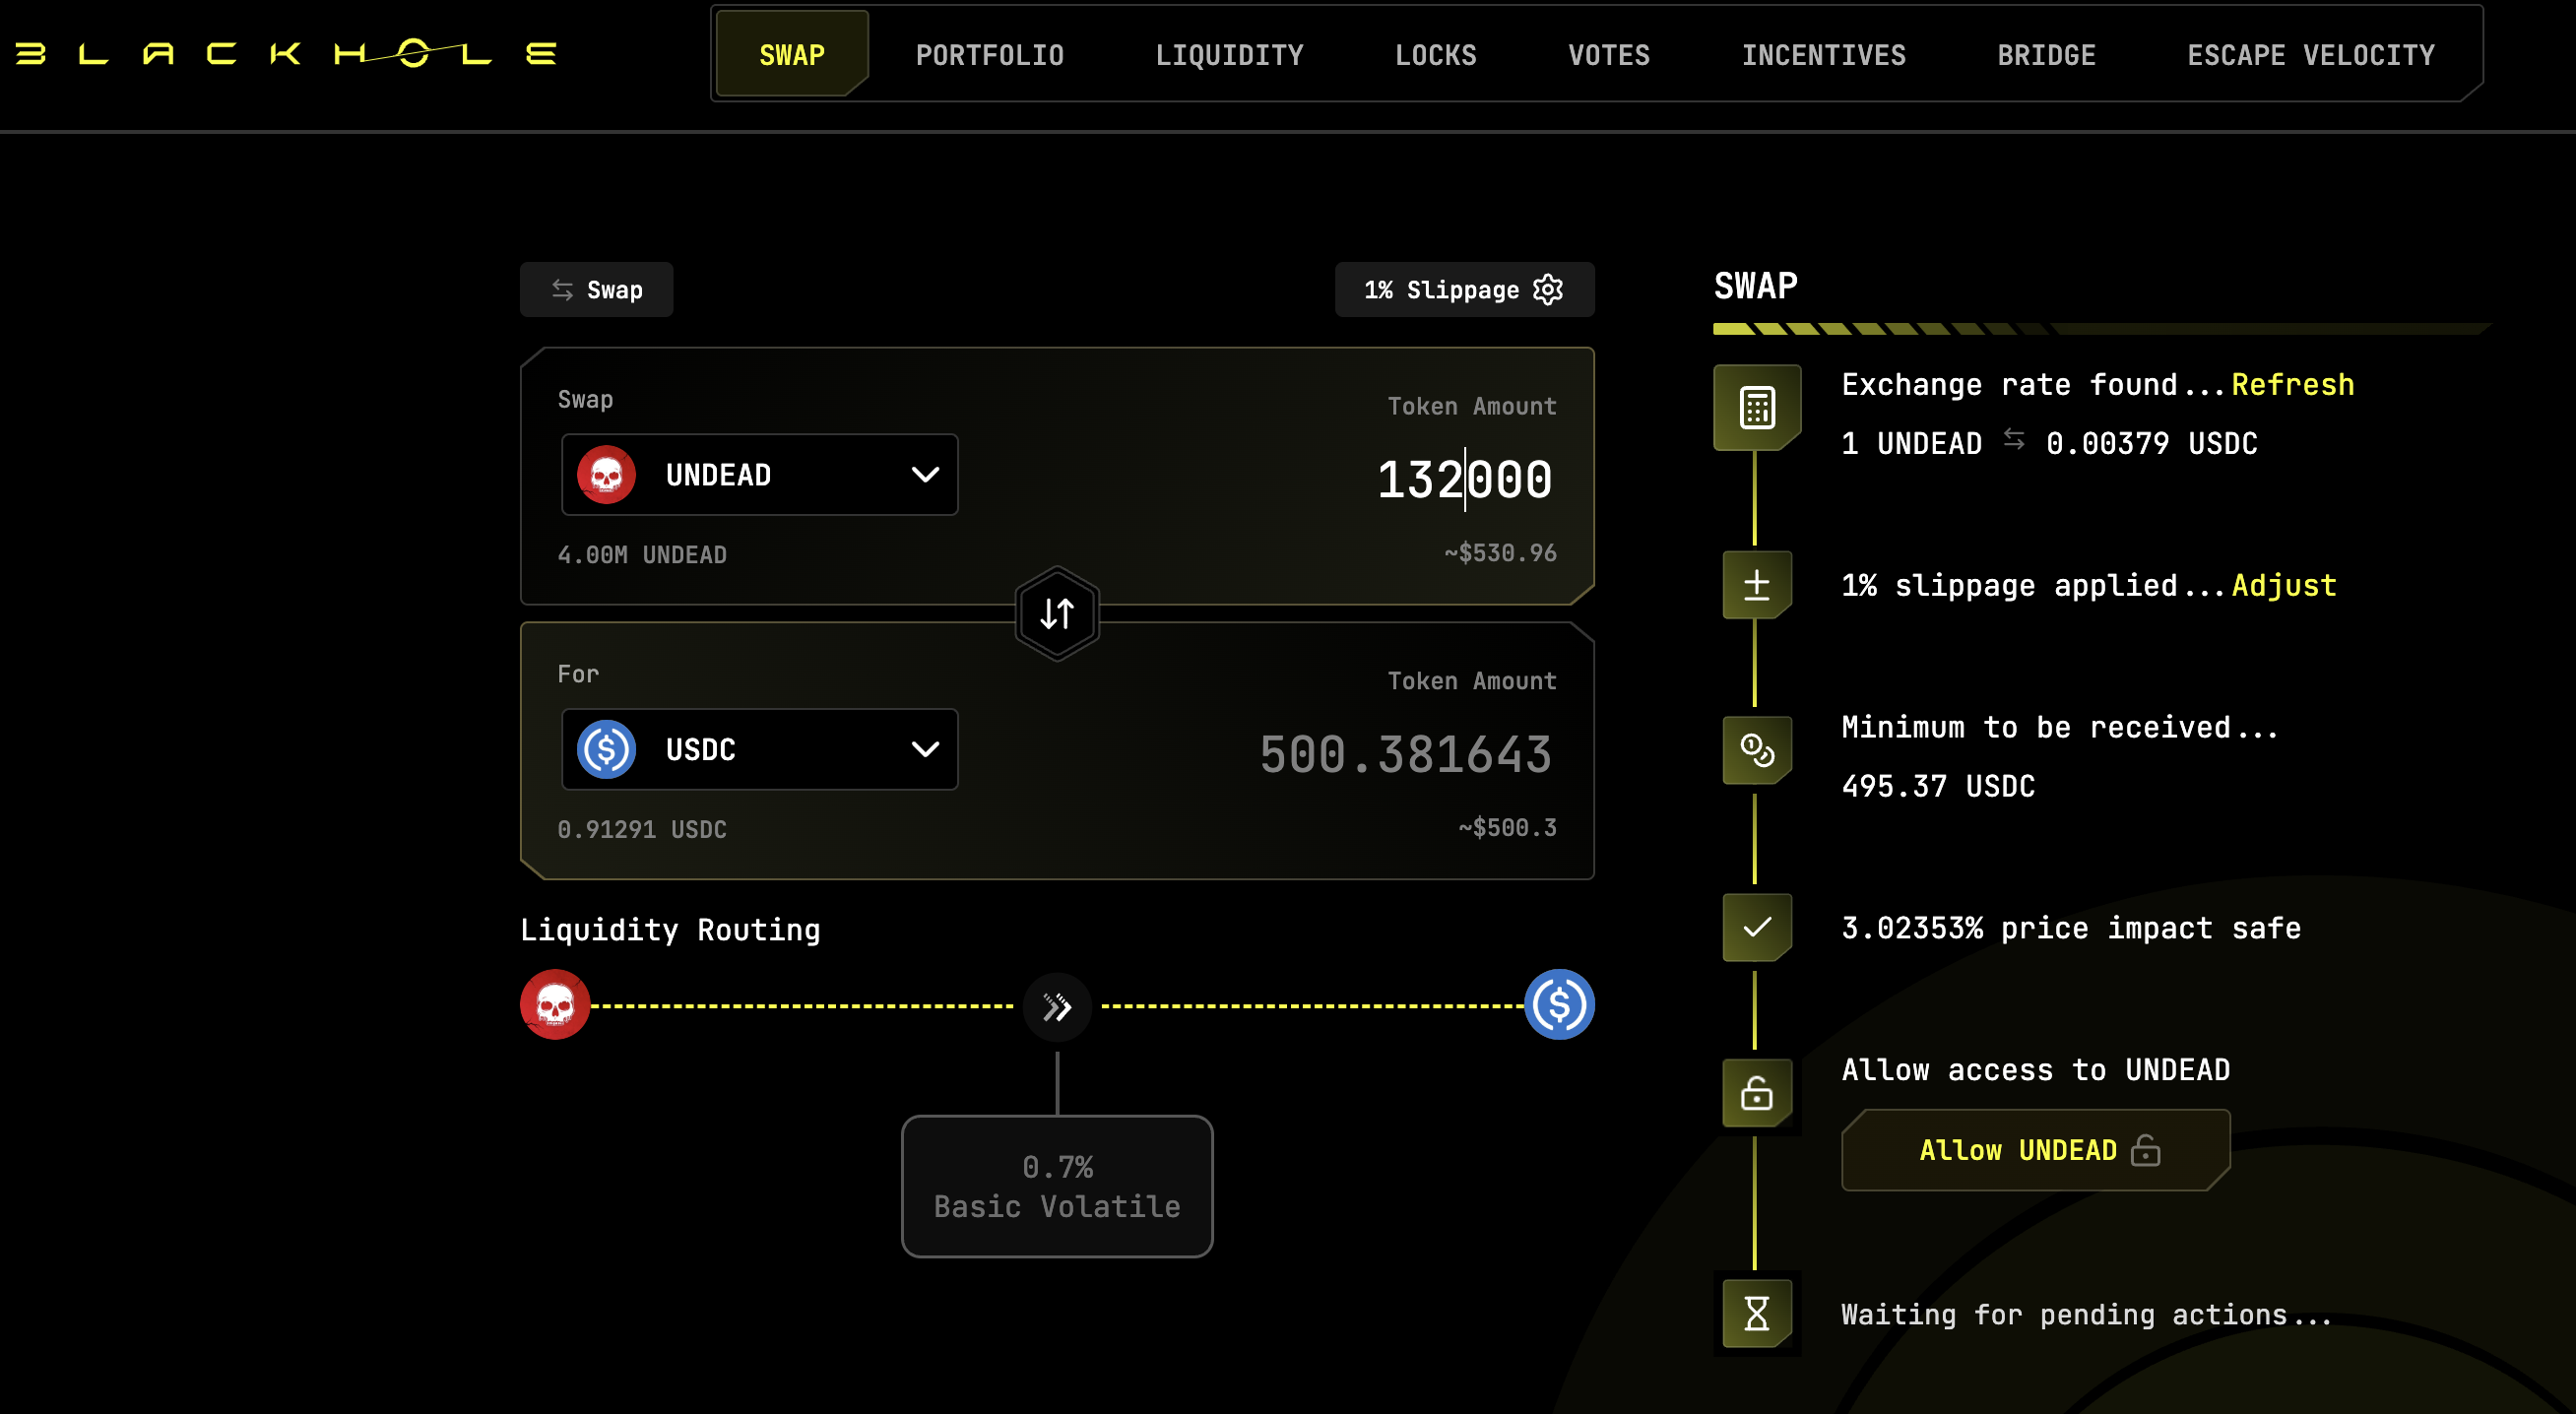 BLACKHOLE
SWAP PORTFOLIO LIQUIDITY LOCKS VOTES INCENTIVES BRIDGE ESCAPE VELOCITY
Swap
1% Slippage
Swap
Token Amount
UNDEAD
132000
4.00M UNDEAD
~$530.96
For
Token Amount
USDC
500.381643
0.91291 USDC
~$500.3
Liquidity Routing
0.7%
Basic Volatile
SWAP
Exchange rate found...Refresh
1 UNDEAD ⇆ 0.00379 USDC
1% slippage applied...Adjust
Minimum to be received...
495.37 USDC
3.02353% price impact safe
Allow access to UNDEAD
Allow UNDEAD
Waiting for pending actions...